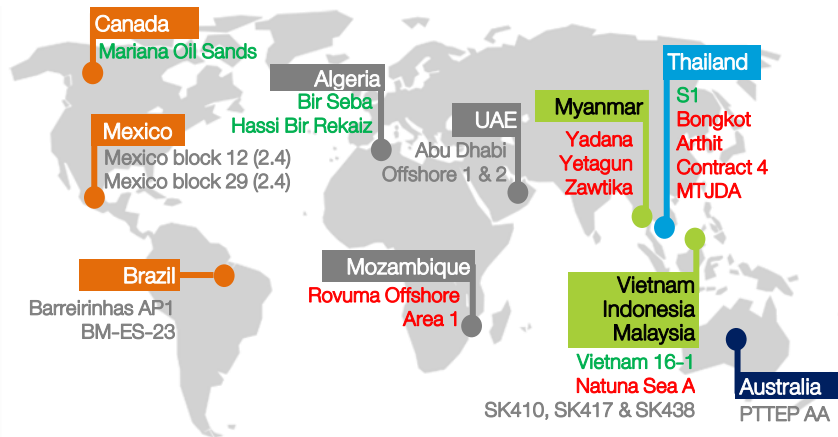 Canada
Mariana Oil Sands
Mexico
Mexico block 12 (2.4)
Mexico block 29 (2.4)
Brazil
Barreirinhas AP1
BM-ES-23
Algeria
Bir Seba
Hassi Bir Rekaiz
UAE
Abu Dhabi
Offshore 1 & 2
Mozambique
Rovuma Offshore
Area 1
Myanmar
Yadana
Yetagun
Zawtika
Thailand
S1
Bongkot
Arthit
Contract 4
MTJDA
Vietnam
Indonesia
Malaysia
Vietnam 16-1
Natuna Sea A
SK410, SK417 & SK438
Australia
PTTEP AA